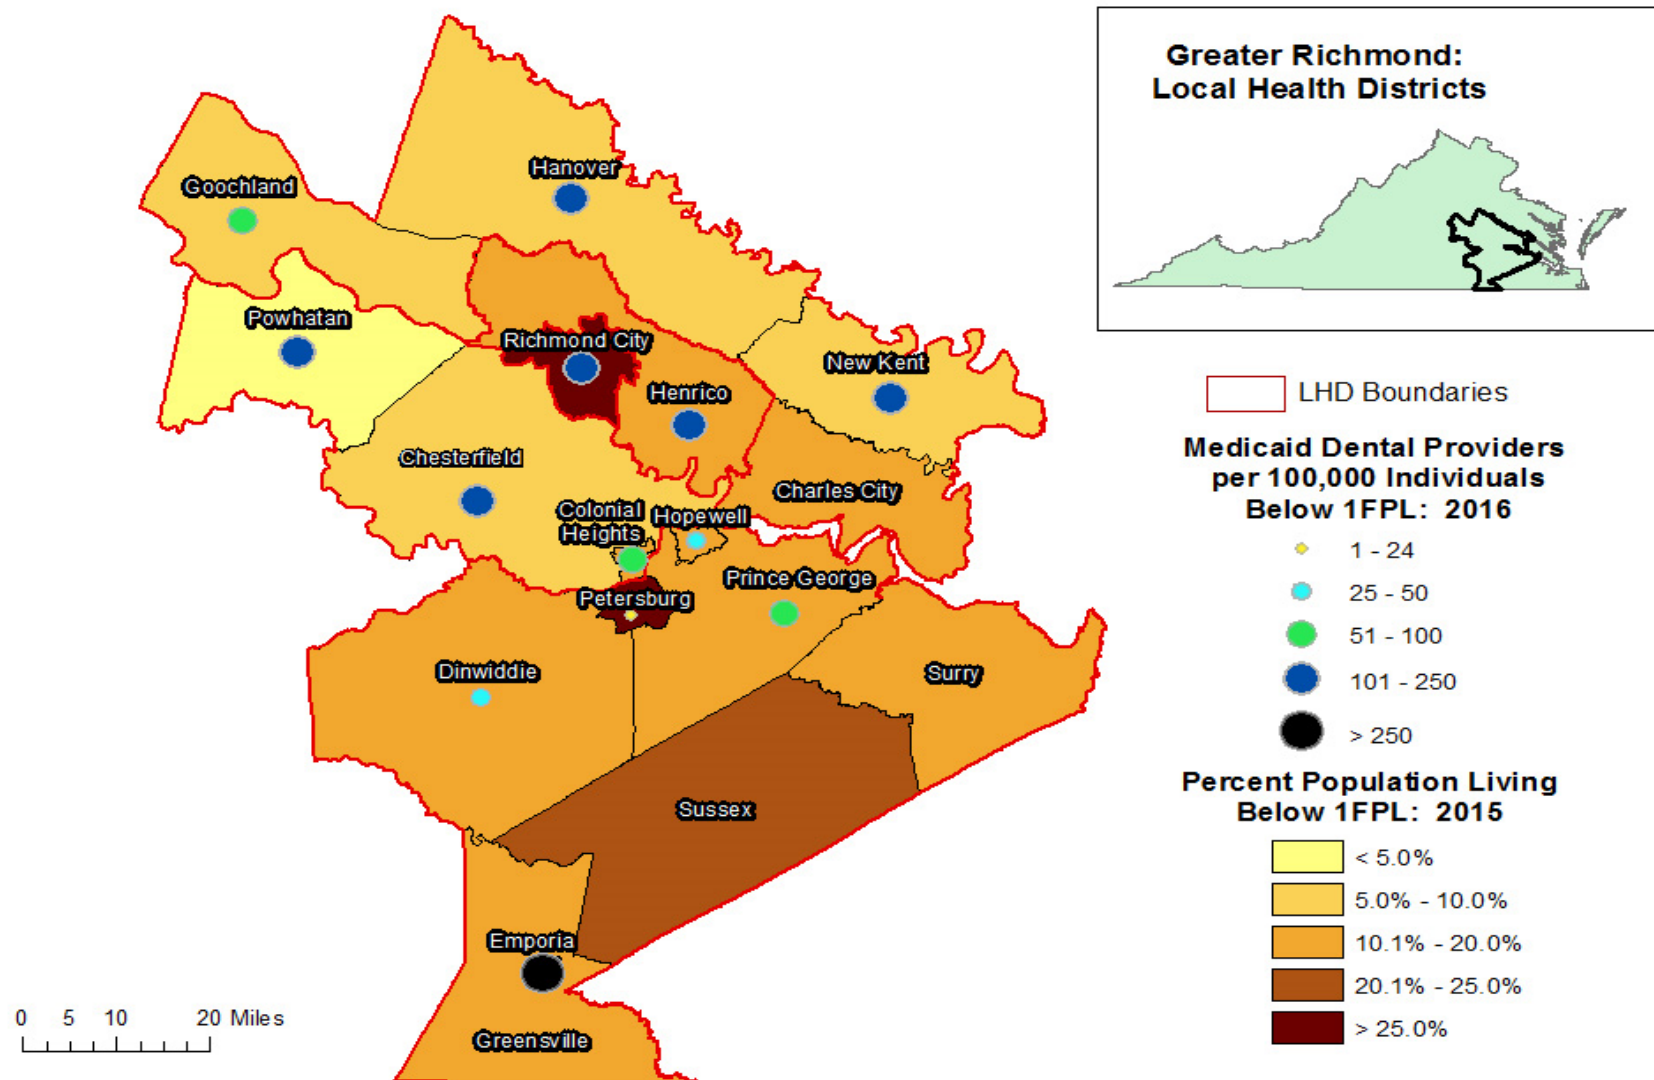 Greater Richmond:
Local Health Districts
Hanover
Goochland
Powhatan
Richmond City
New Kent
Henrico
Chesterfield
Charles City
Colonial
Heights
Hopewell
Prince George
Petersburg
Dinwiddie
Surry
Sussex
Emporia
Greensville
LHD Boundaries
Medicaid Dental Providers
per 100,000 Individuals
Below 1FPL: 2016
1 - 24
25 - 50
51 - 100
101 - 250
> 250
Percent Population Living
Below 1FPL: 2015
< 5.0%
5.0% - 10.0%
10.1% - 20.0%
20.1% - 25.0%
> 25.0%
0 5 10 20 Miles